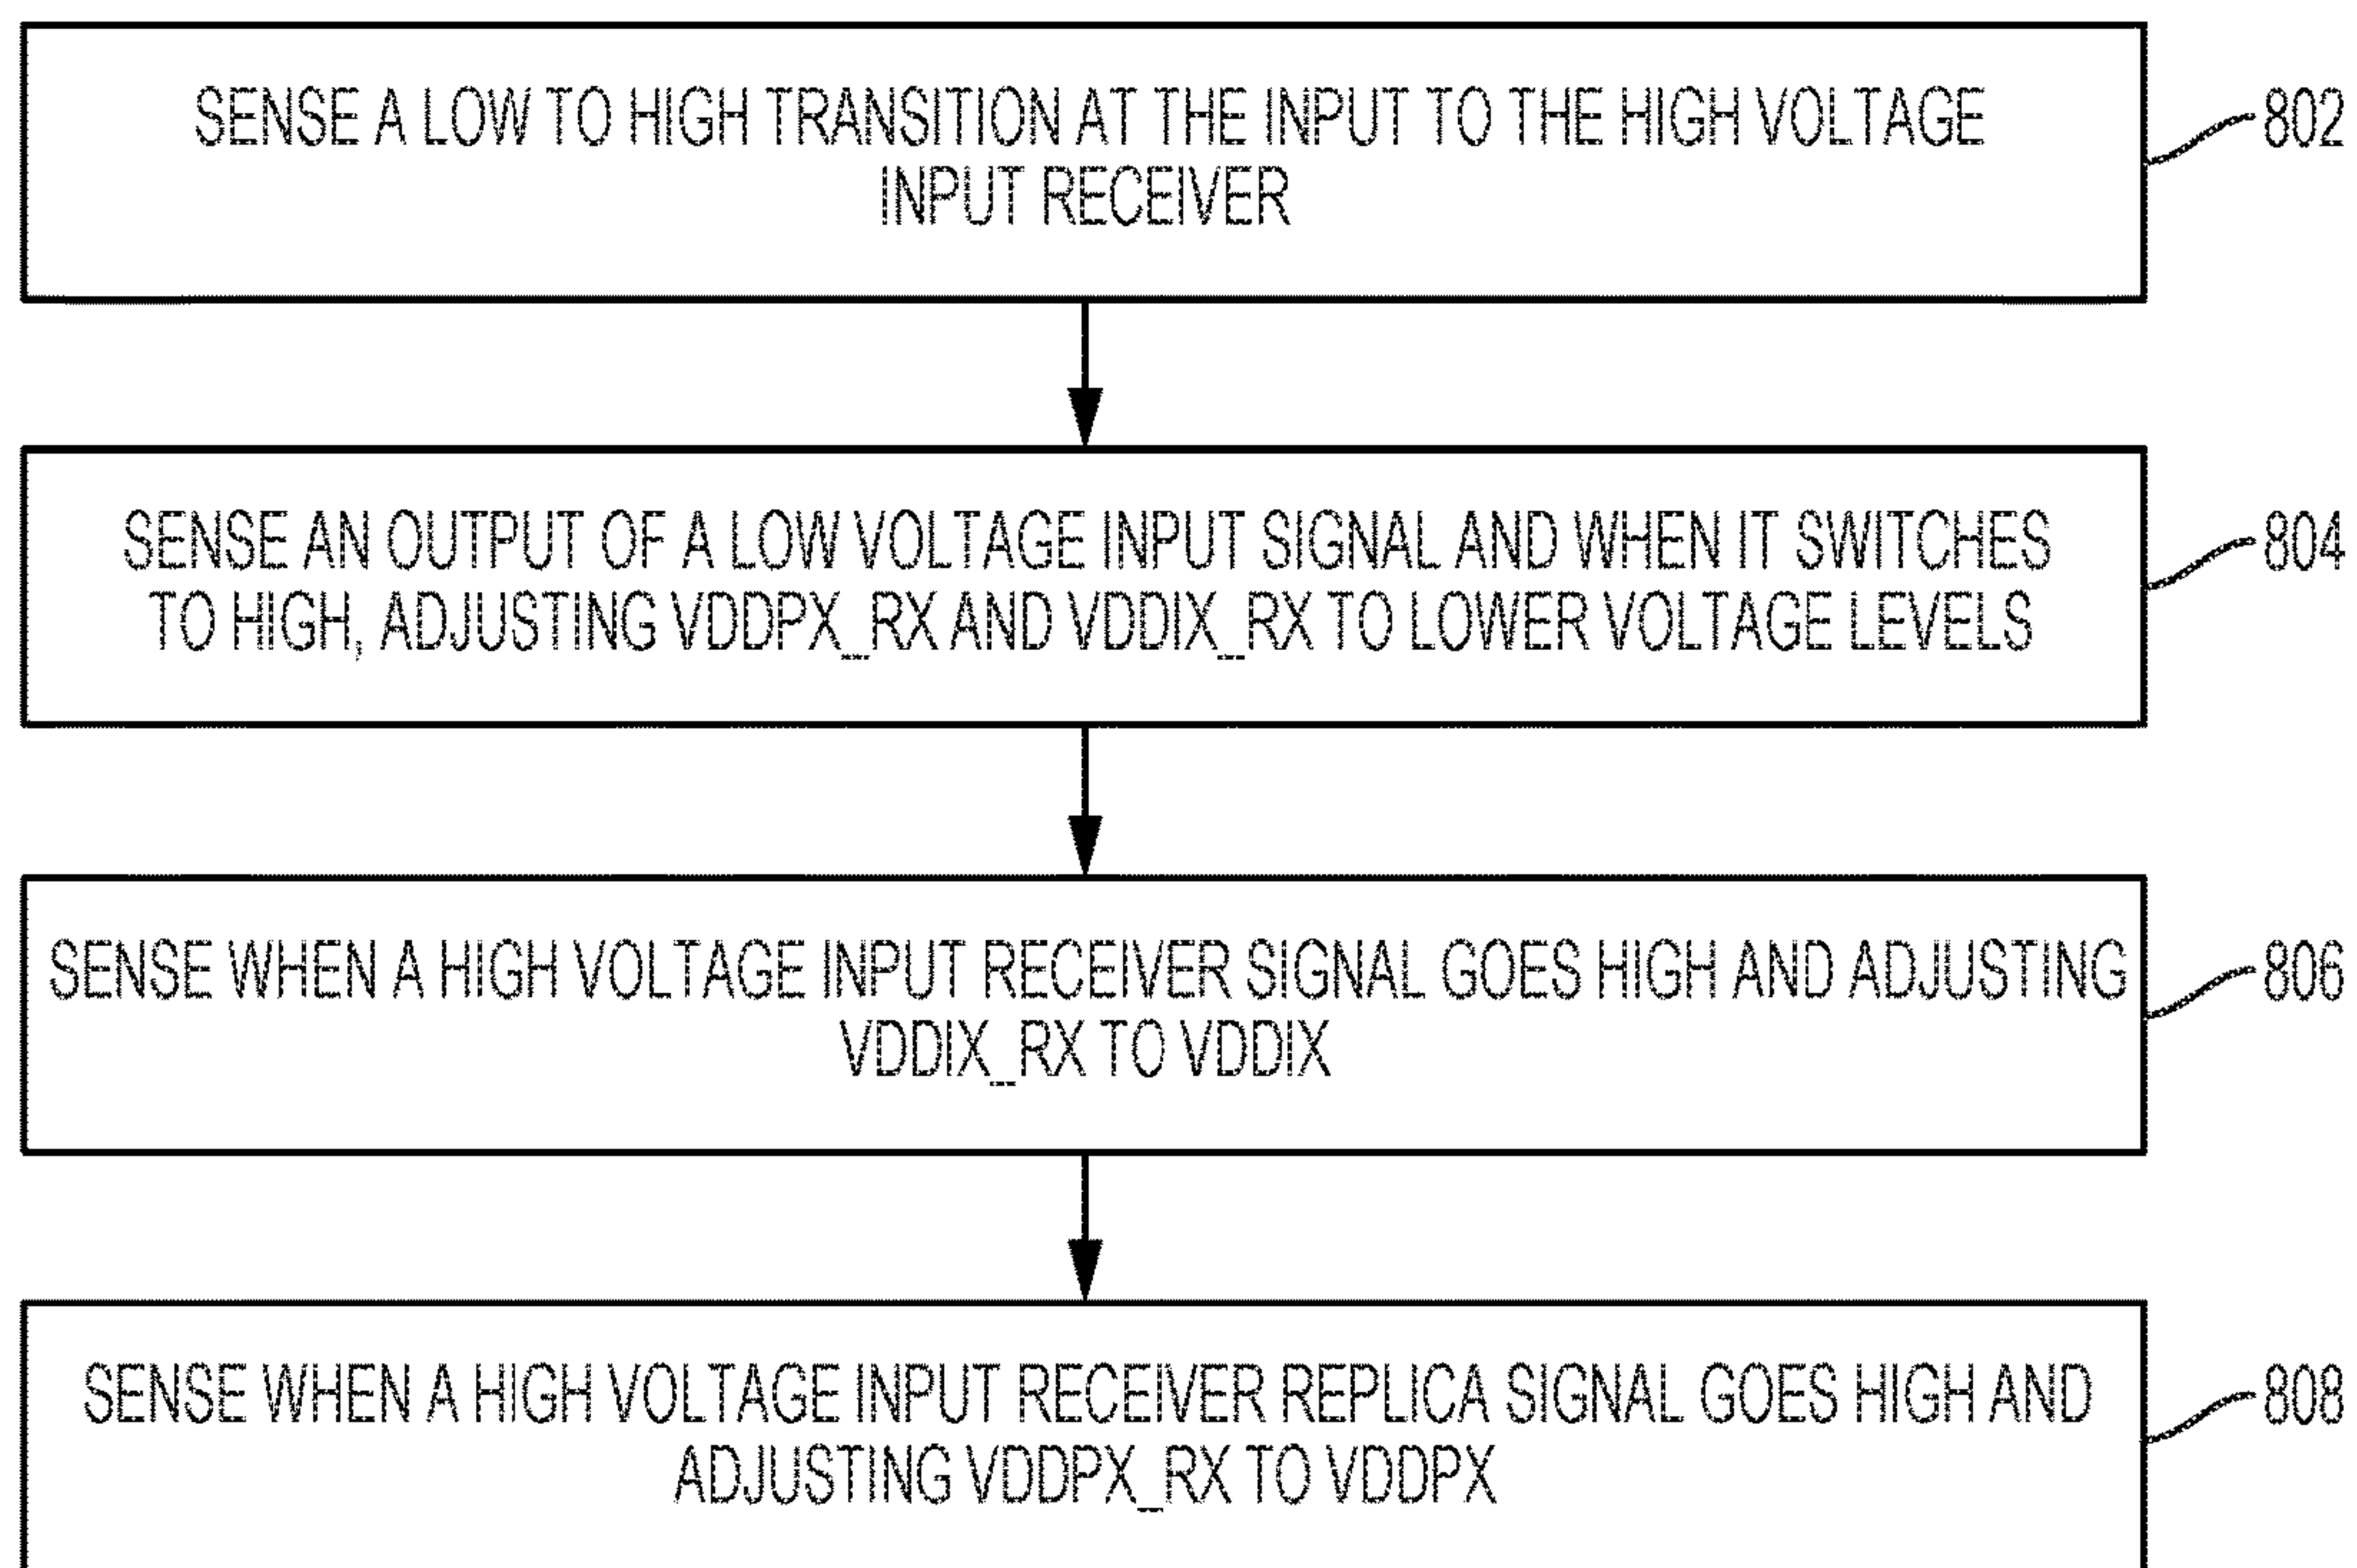 SENSE A LOW TO HIGH TRANSITION AT THE INPUT TO THE HIGH VOLTAGE
INPUT RECEIVER
802
SENSE AN OUTPUT OF A LOW VOLTAGE INPUT SIGNAL AND WHEN IT SWITCHES
TO HIGH, ADJUSTING VDDPX_RX AND VDDIX_RX TO LOWER VOLTAGE LEVELS
804
SENSE WHEN A HIGH VOLTAGE INPUT RECEIVER SIGNAL GOES HIGH AND ADJUSTING
VDDIX_RX TO VDDIX
806
SENSE WHEN A HIGH VOLTAGE INPUT RECEIVER REPLICA SIGNAL GOES HIGH AND
ADJUSTING VDDPX_RX TO VDDPX
808